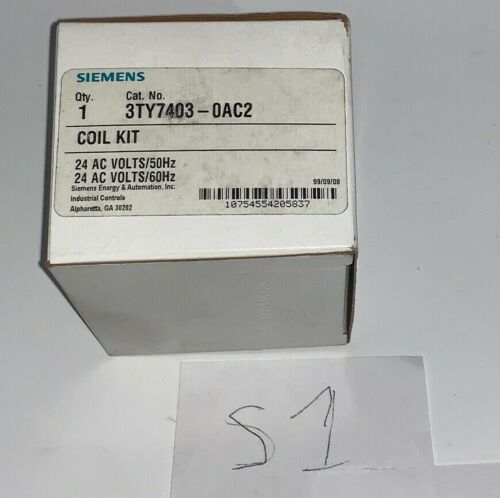 SIEMENS
Qty. Cat. No.
1 3TY7403-0AC2
COIL KIT
24 AC VOLTS/50Hz
24 AC VOLTS/60Hz
Siemens Energy & Automation, Inc.
Industrial Controls
Alpharetta, GA 30202
99/09/08
10754554205837
S1